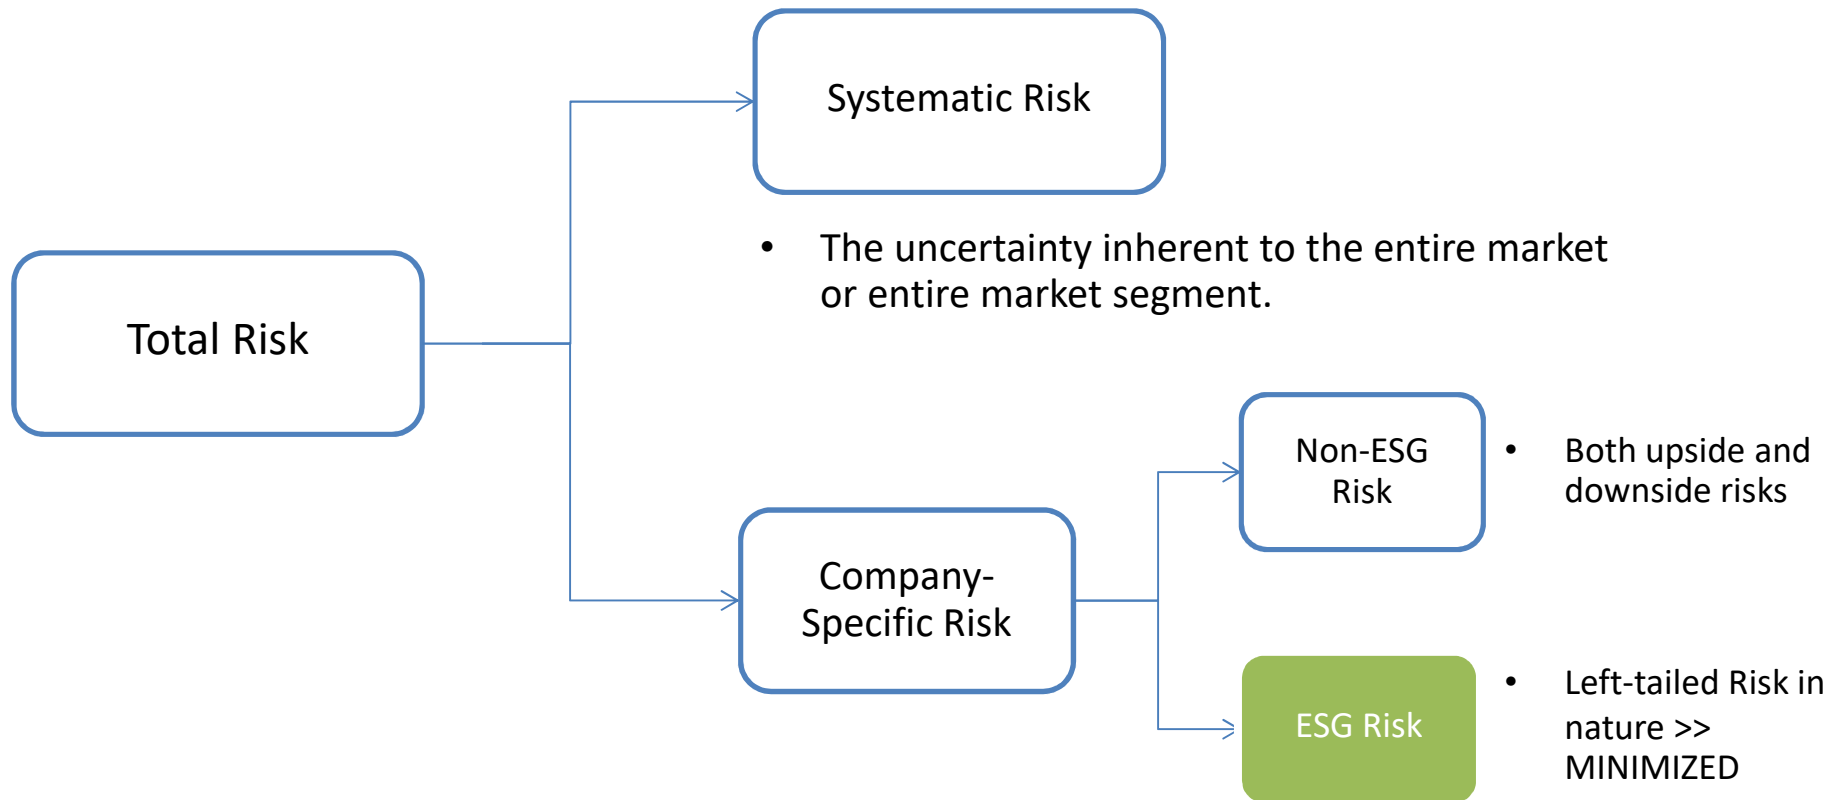 Systematic Risk
• The uncertainty inherent to the entire market
or entire market segment.
Total Risk
Non-ESG
Risk
• Both upside and
downside risks
Company-
Specific Risk
ESG Risk
• Left-tailed Risk in
nature >>
MINIMIZED